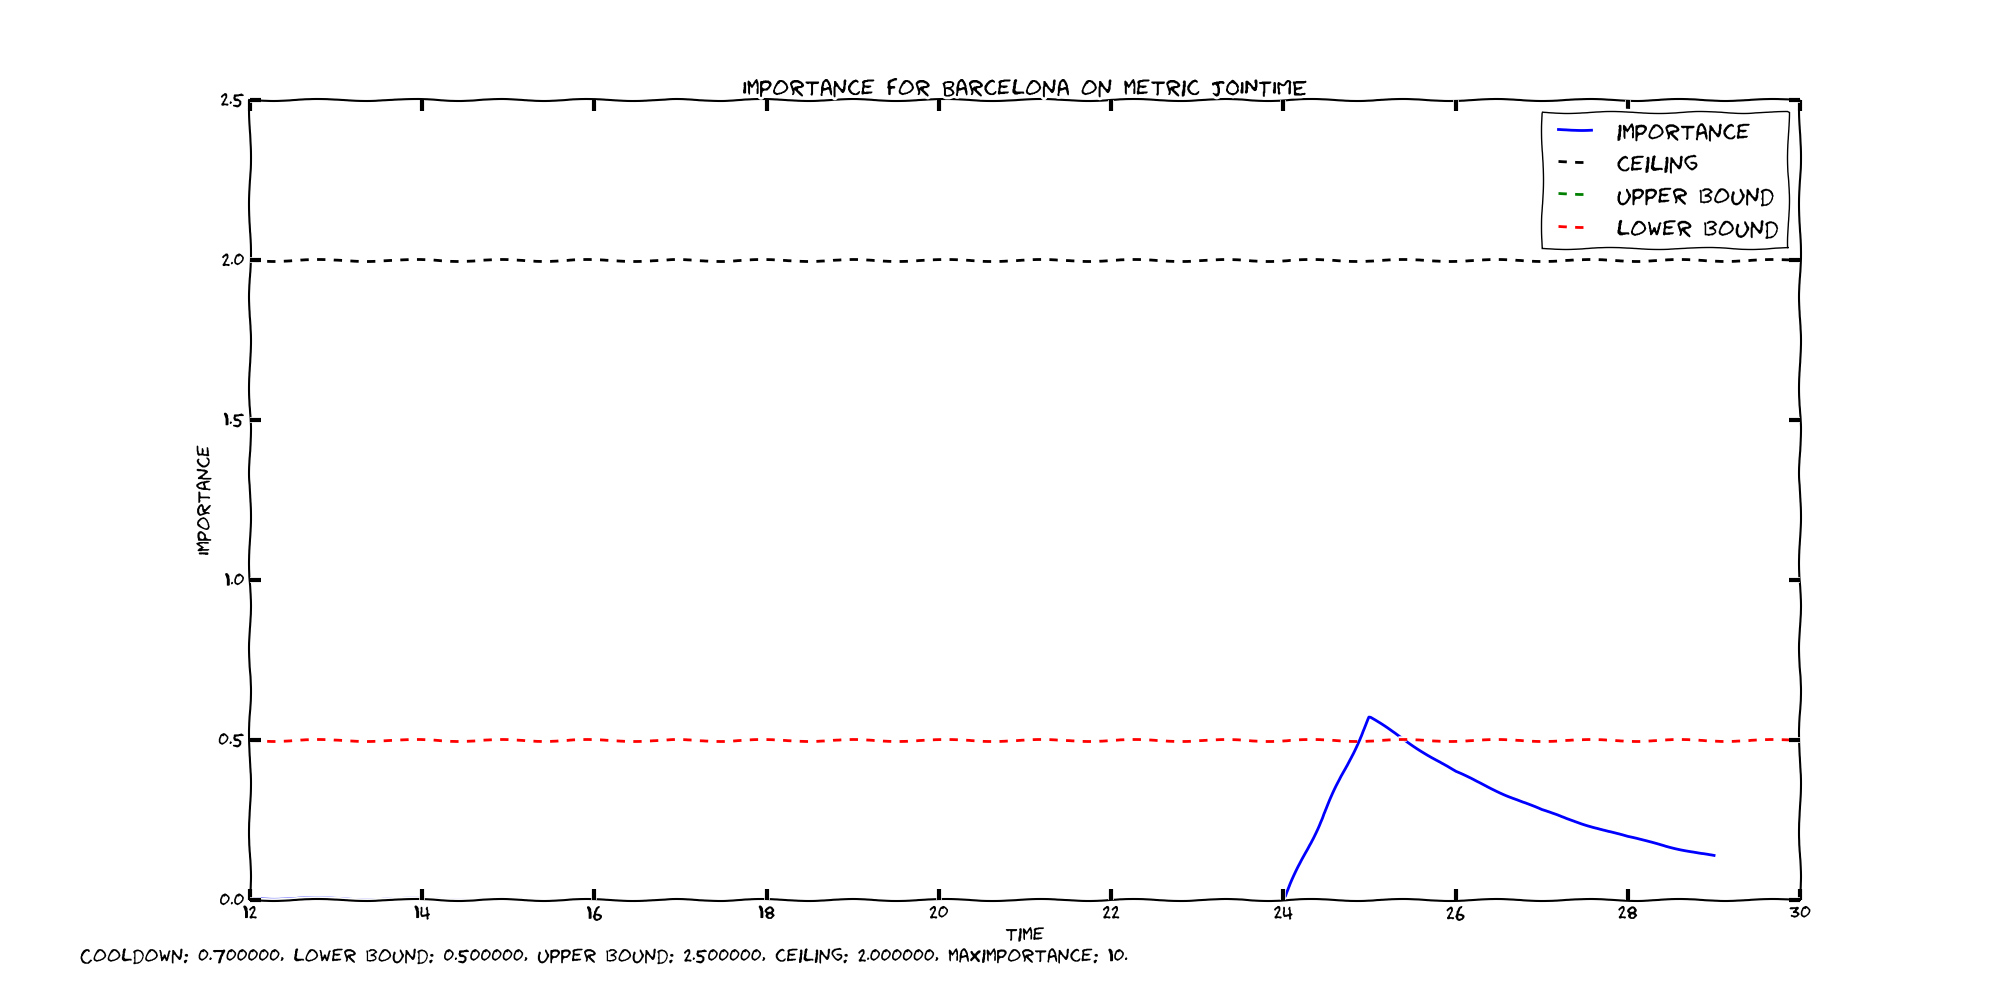 IMPORTANCE FOR BARCELONA ON METRIC JOINTIME
2.5
2.0
1.5
1.0
0.5
0.0
IMPORTANCE
IMPORTANCE
CEILING
UPPER BOUND
LOWER BOUND
12 14 16 18 20 22 24 26 28 30
TIME
COOLDOWN: 0.700000, LOWER BOUND: 0.500000, UPPER BOUND: 2.500000, CEILING: 2.000000, MAXIMPORTANCE: 10.